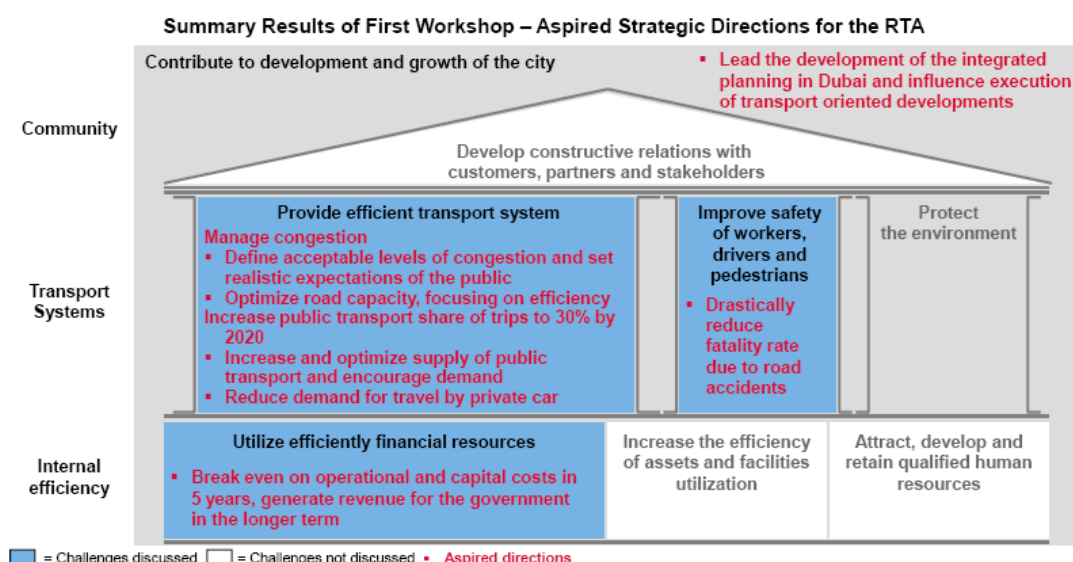 Summary Results of First Workshop – Aspired Strategic Directions for the RTA
Contribute to development and growth of the city
▪ Lead the development of the integrated
planning in Dubai and influence execution
of transport oriented developments
Community
Develop constructive relations with
customers, partners and stakeholders
Transport
Systems
Provide efficient transport system
Manage congestion
▪ Define acceptable levels of congestion and set
realistic expectations of the public
▪ Optimize road capacity, focusing on efficiency
Increase public transport share of trips to 30% by
2020
▪ Increase and optimize supply of public
transport and encourage demand
▪ Reduce demand for travel by private car
Improve safety
of workers,
drivers and
pedestrians
▪ Drastically
reduce
fatality rate
due to road
accidents
Protect
the environment
Internal
efficiency
Utilize efficiently financial resources
▪ Break even on operational and capital costs in
5 years, generate revenue for the government
in the longer term
Increase the efficiency
of assets and facilities
utilization
Attract, develop and
retain qualified human
resources
= Challenges discussed
= Challenges not discussed
▪ Aspired directions